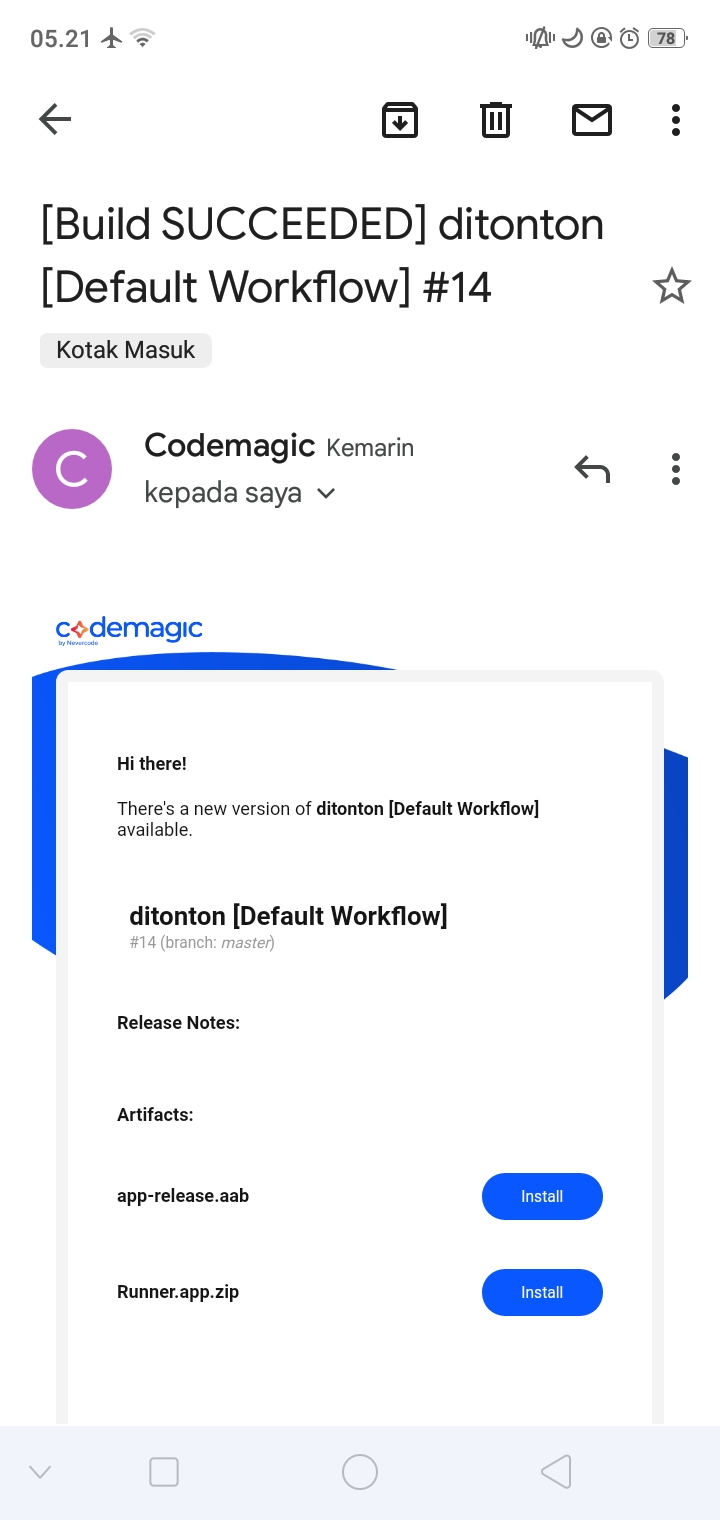 05.21
78
[Build SUCCEEDED] ditonton
[Default Workflow] #14
Kotak Masuk
C
Codemagic Kemarin
kepada saya
codemagic
by Nevercode
Hi there!
There's a new version of ditonton [Default Workflow]
available.
ditonton [Default Workflow]
#14 (branch: master)
Release Notes:
Artifacts:
app-release.aab
Install
Runner.app.zip
Install